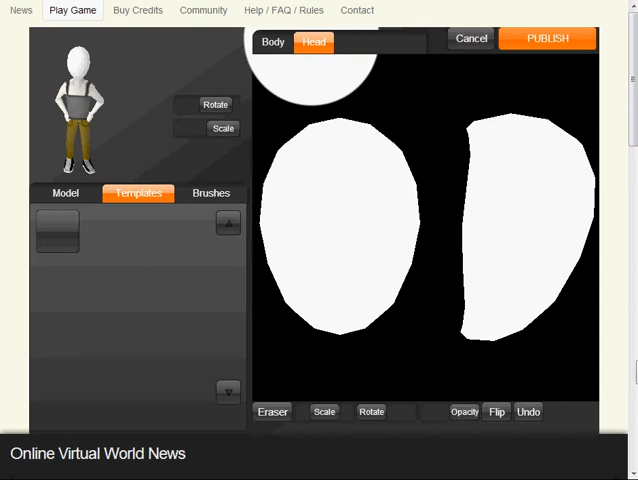 News Play Game Buy Credits Community Help / FAQ / Rules Contact
Body Head Cancel PUBLISH
Rotate
Scale
Model Templates Brushes
Eraser Scale Rotate Opacity Flip Undo
Online Virtual World News